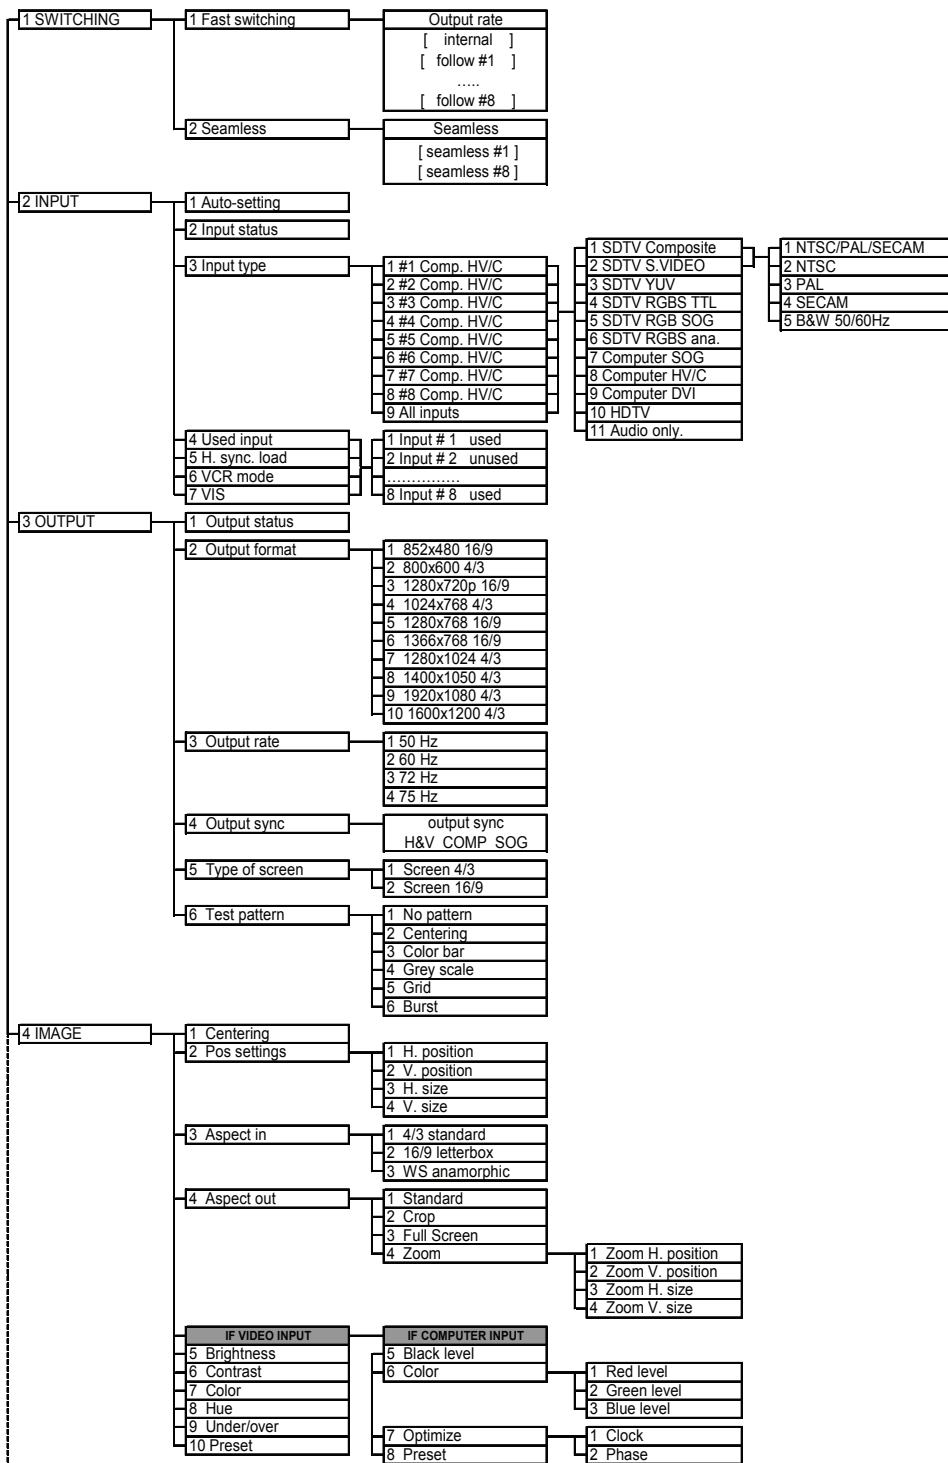 1 SWITCHING
1 Fast switching
Output rate
[ internal ]
[ follow #1 ]
.....
[ follow #8 ]
2 Seamless
Seamless
[ seamless #1 ]
[ seamless #8 ]
2 INPUT
1 Auto-setting
2 Input status
3 Input type
1 #1 Comp. HV/C
2 #2 Comp. HV/C
3 #3 Comp. HV/C
4 #4 Comp. HV/C
5 #5 Comp. HV/C
6 #6 Comp. HV/C
7 #7 Comp. HV/C
8 #8 Comp. HV/C
9 All inputs
1 SDTV Composite
2 SDTV S.VIDEO
3 SDTV YUV
4 SDTV RGBS TTL
5 SDTV RGB SOG
6 SDTV RGBS ana.
7 Computer SOG
8 Computer HV/C
9 Computer DVI
10 HDTV
11 Audio only.
1 NTSC/PAL/SECAM
2 NTSC
3 PAL
4 SECAM
5 B&W 50/60Hz
4 Used input
5 H. sync. load
6 VCR mode
7 VIS
1 Input # 1 used
2 Input # 2 unused
...............
8 Input # 8 used
3 OUTPUT
1 Output status
2 Output format
1 852x480 16/9
2 800x600 4/3
3 1280x720p 16/9
4 1024x768 4/3
5 1280x768 16/9
6 1366x768 16/9
7 1280x1024 4/3
8 1400x1050 4/3
9 1920x1080 4/3
10 1600x1200 4/3
3 Output rate
1 50 Hz
2 60 Hz
3 72 Hz
4 75 Hz
4 Output sync
output sync
H&V COMP SOG
5 Type of screen
1 Screen 4/3
2 Screen 16/9
6 Test pattern
1 No pattern
2 Centering
3 Color bar
4 Grey scale
5 Grid
6 Burst
4 IMAGE
1 Centering
2 Pos settings
1 H. position
2 V. position
3 H. size
4 V. size
3 Aspect in
1 4/3 standard
2 16/9 letterbox
3 WS anamorphic
4 Aspect out
1 Standard
2 Crop
3 Full Screen
4 Zoom
1 Zoom H. position
2 Zoom V. position
3 Zoom H. size
4 Zoom V. size
IF VIDEO INPUT
5 Brightness
6 Contrast
7 Color
8 Hue
9 Under/over
10 Preset
IF COMPUTER INPUT
5 Black level
6 Color
1 Red level
2 Green level
3 Blue level
7 Optimize
8 Preset
1 Clock
2 Phase